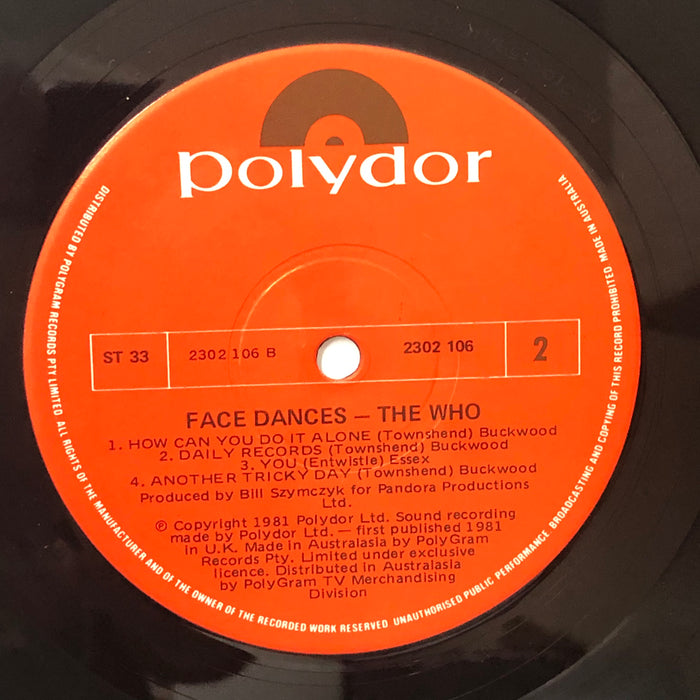 polydor
ST 33
2302 106 B
2302 106
2
FACE DANCES – THE WHO
1. HOW CAN YOU DO IT ALONE (Townshend) Buckwood
2. DAILY RECORDS (Townshend) Buckwood
3. YOU (Entwistle) Essex
4. ANOTHER TRICKY DAY (Townshend) Buckwood
Produced by Bill Szymczyk for Pandora Productions
Ltd.
℗ Copyright 1981 Polydor Ltd. Sound recording
made by Polydor Ltd. — first published 1981
in U.K. Made in Australasia by PolyGram
Records Pty. Limited under exclusive
licence. Distributed in Australasia
by PolyGram TV Merchandising
Division
DISTRIBUTED BY POLYGRAM RECORDS PTY LIMITED. ALL RIGHTS OF THE MANUFACTURER AND OF THE OWNER OF THE RECORDED WORK RESERVED. UNAUTHORISED PUBLIC PERFORMANCE BROADCASTING AND COPYING OF THIS RECORD PROHIBITED MADE IN AUSTRALIA